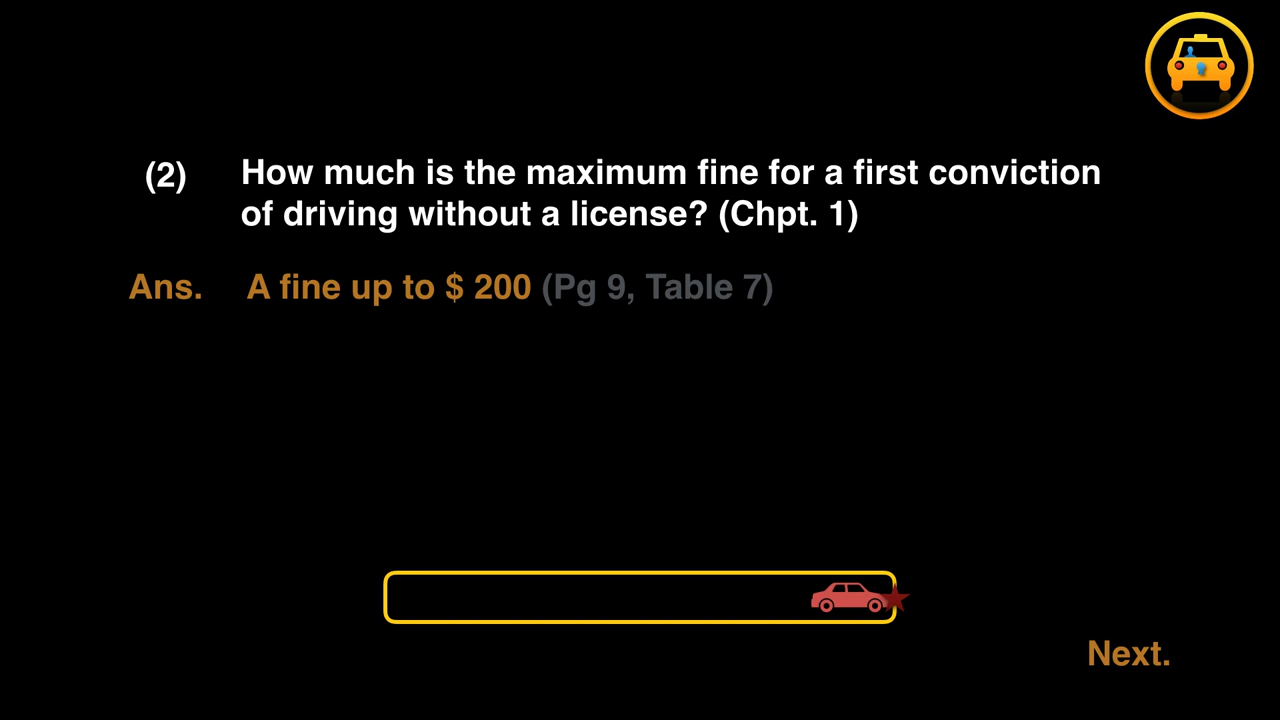 (2) How much is the maximum fine for a first conviction
of driving without a license? (Chpt. 1)
Ans. A fine up to $ 200 (Pg 9, Table 7)
Next.